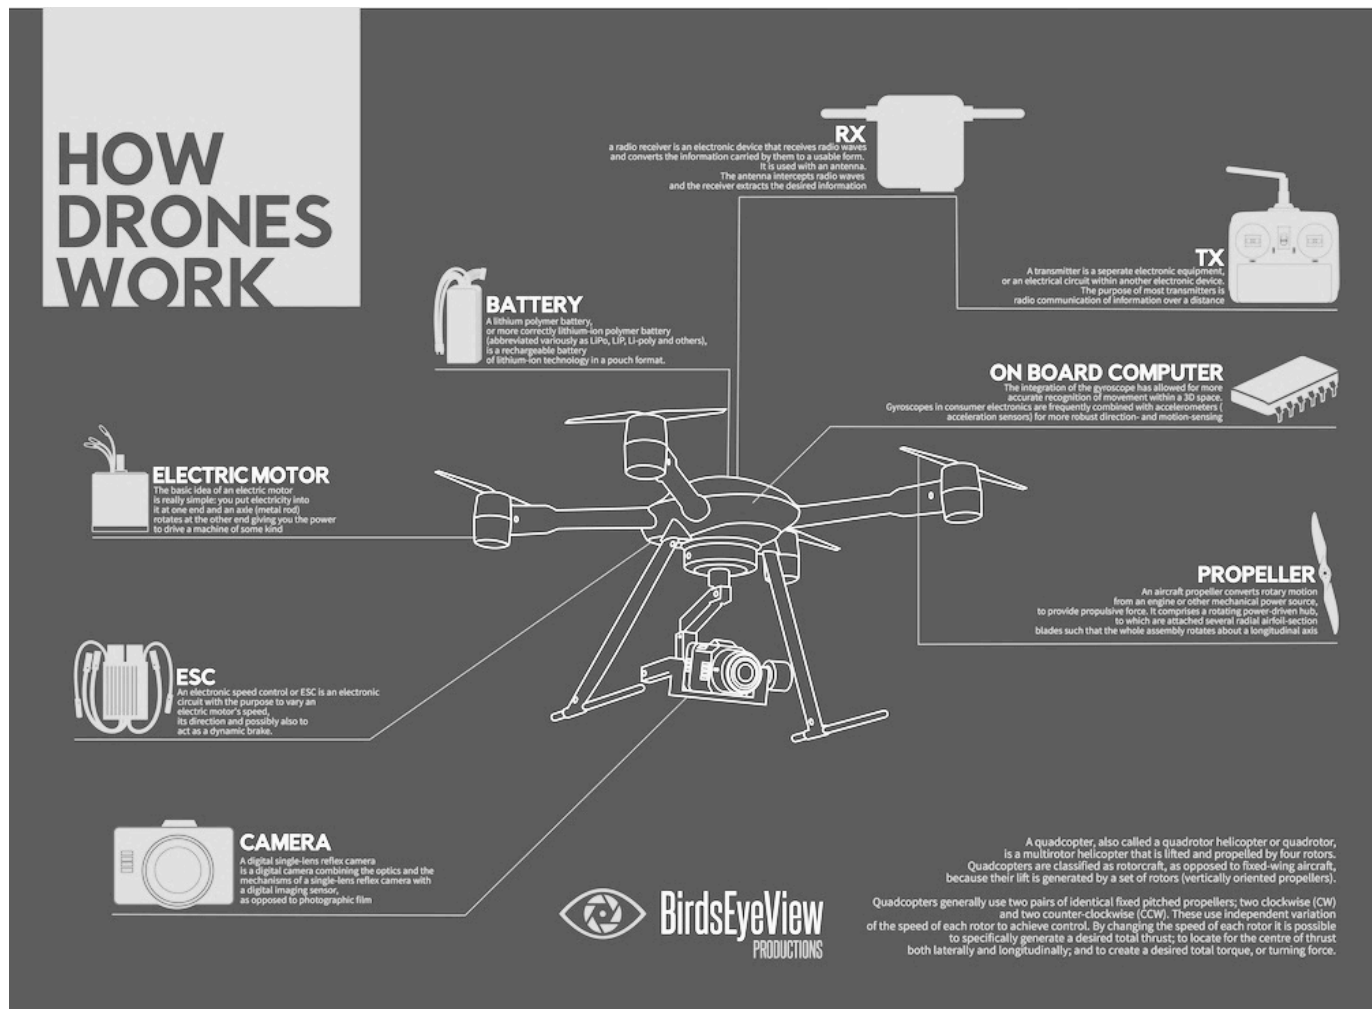 HOW
DRONES
WORK
RX
a radio receiver is an electronic device that receives radio waves
and converts the information carried by them to a usable form.
It is used with an antenna.
The antenna intercepts radio waves
and the receiver extracts the desired information
TX
A transmitter is a seperate electronic equipment,
or an electrical circuit within another electronic device.
The purpose of most transmitters is
radio communication of information over a distance
BATTERY
A lithium polymer battery,
or more correctly lithium-ion polymer battery
(abbreviated variously as LiPo, LIP, Li-poly and others),
is a rechargeable battery
of lithium-ion technology in a pouch format.
ON BOARD COMPUTER
The integration of the gyroscope has allowed for more
accurate recognition of movement within a 3D space.
Gyroscopes in consumer electronics are frequently combined with accelerometers (
acceleration sensors) for more robust direction- and motion-sensing
ELECTRIC MOTOR
The basic idea of an electric motor
is really simple: you put electricity into
it at one end and an axle (metal rod)
rotates at the other end giving you the power
to drive a machine of some kind
PROPELLER
An aircraft propeller converts rotary motion
from an engine or other mechanical power source,
to provide propulsive force. It comprises a rotating power-driven hub,
to which are attached several radial airfoil-section
blades such that the whole assembly rotates about a longitudinal axis
ESC
An electronic speed control or ESC is an electronic
circuit with the purpose to vary an
electric motor's speed,
its direction and possibly also to
act as a dynamic brake.
CAMERA
A digital single-lens reflex camera
is a digital camera combining the optics and the
mechanisms of a single-lens reflex camera with
a digital imaging sensor,
as opposed to photographic film
BirdsEyeView
PRODUCTIONS
A quadcopter, also called a quadrotor helicopter or quadrotor,
is a multirotor helicopter that is lifted and propelled by four rotors.
Quadcopters are classified as rotorcraft, as opposed to fixed-wing aircraft,
because their lift is generated by a set of rotors (vertically oriented propellers).
Quadcopters generally use two pairs of identical fixed pitched propellers; two clockwise (CW)
and two counter-clockwise (CCW). These use independent variation
of the speed of each rotor to achieve control. By changing the speed of each rotor it is possible
to specifically generate a desired total thrust; to locate for the centre of thrust
both laterally and longitudinally; and to create a desired total torque, or turning force.